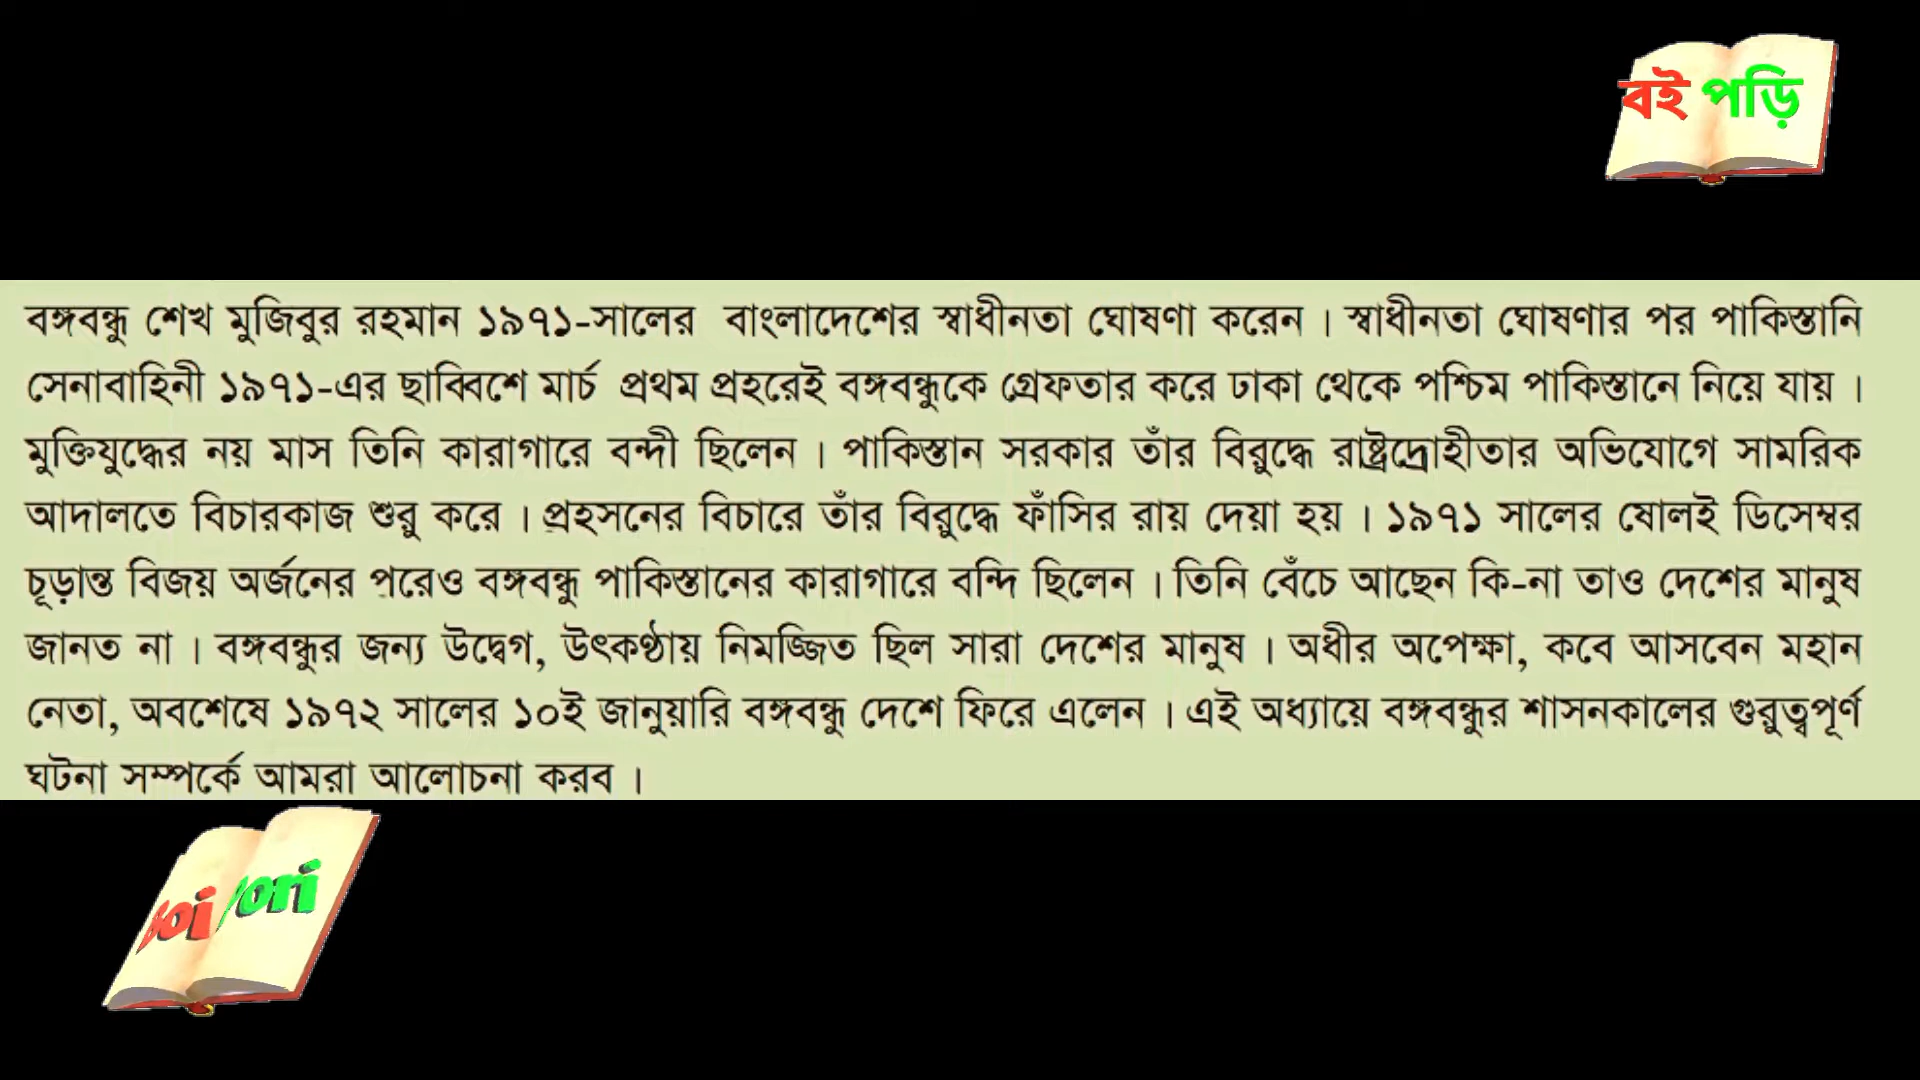 বই পড়ি
বঙ্গবন্ধু শেখ মুজিবুর রহমান ১৯৭১-সালের বাংলাদেশের স্বাধীনতা ঘোষণা করেন । স্বাধীনতা ঘোষণার পর পাকিস্তানি
সেনাবাহিনী ১৯৭১-এর ছাব্বিশে মার্চ প্রথম প্রহরেই বঙ্গবন্ধুকে গ্রেফতার করে ঢাকা থেকে পশ্চিম পাকিস্তানে নিয়ে যায় ।
মুক্তিযুদ্ধের নয় মাস তিনি কারাগারে বন্দী ছিলেন । পাকিস্তান সরকার তাঁর বিরুদ্ধে রাষ্ট্রদ্রোহীতার অভিযোগে সামরিক
আদালতে বিচারকাজ শুরু করে । প্রহসনের বিচারে তাঁর বিরুদ্ধে ফাঁসির রায় দেয়া হয় । ১৯৭১ সালের ষোলই ডিসেম্বর
চূড়ান্ত বিজয় অর্জনের পরেও বঙ্গবন্ধু পাকিস্তানের কারাগারে বন্দি ছিলেন । তিনি বেঁচে আছেন কি-না তাও দেশের মানুষ
জানত না । বঙ্গবন্ধুর জন্য উদ্বেগ, উৎকণ্ঠায় নিমজ্জিত ছিল সারা দেশের মানুষ । অধীর অপেক্ষা, কবে আসবেন মহান
নেতা, অবশেষে ১৯৭২ সালের ১০ই জানুয়ারি বঙ্গবন্ধু দেশে ফিরে এলেন । এই অধ্যায়ে বঙ্গবন্ধুর শাসনকালের গুরুত্বপূর্ণ
ঘটনা সম্পর্কে আমরা আলোচনা করব ।